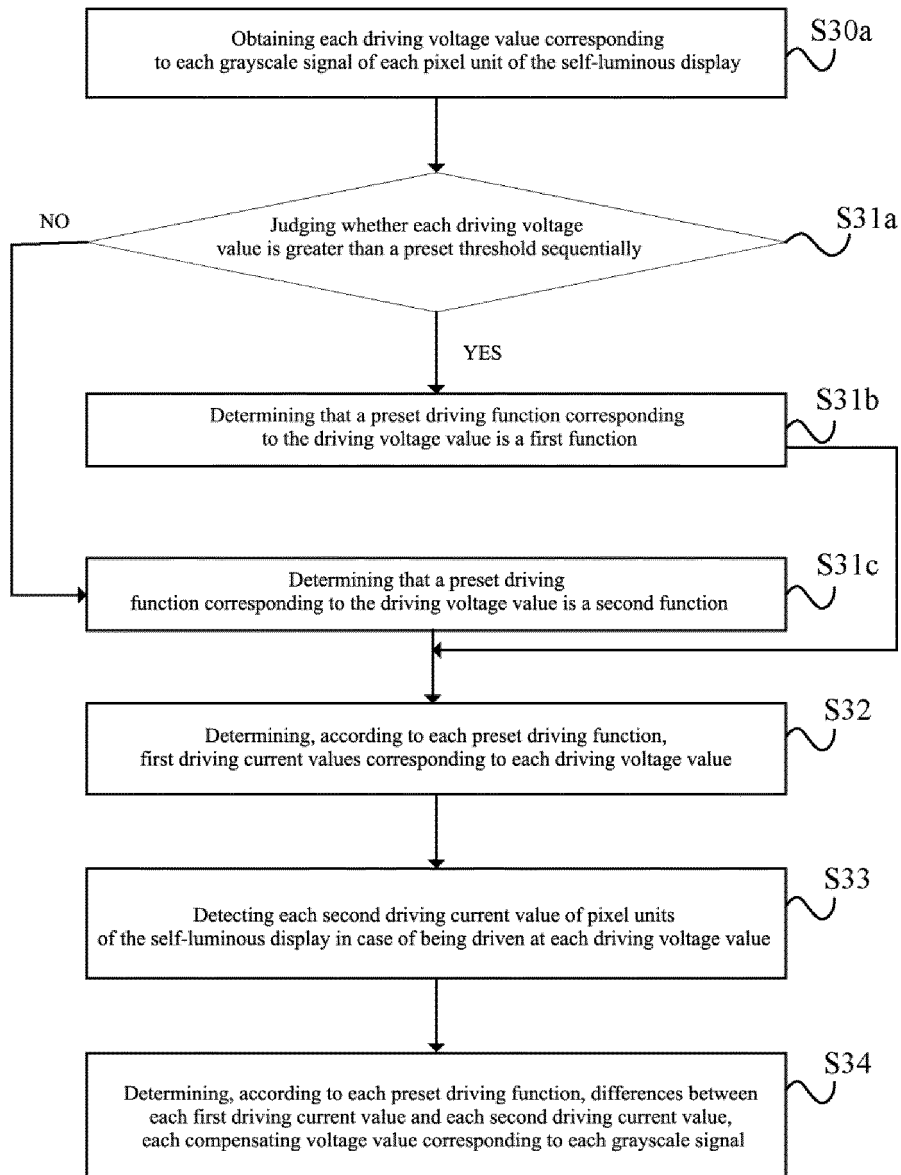 Obtaining each driving voltage value corresponding
to each grayscale signal of each pixel unit of the self-luminous display
S30a
Judging whether each driving voltage
value is greater than a preset threshold sequentially
S31a
NO
YES
Determining that a preset driving function corresponding
to the driving voltage value is a first function
S31b
Determining that a preset driving
function corresponding to the driving voltage value is a second function
S31c
Determining, according to each preset driving function,
first driving current values corresponding to each driving voltage value
S32
Detecting each second driving current value of pixel units
of the self-luminous display in case of being driven at each driving voltage value
S33
Determining, according to each preset driving function, differences between
each first driving current value and each second driving current value,
each compensating voltage value corresponding to each grayscale signal
S34